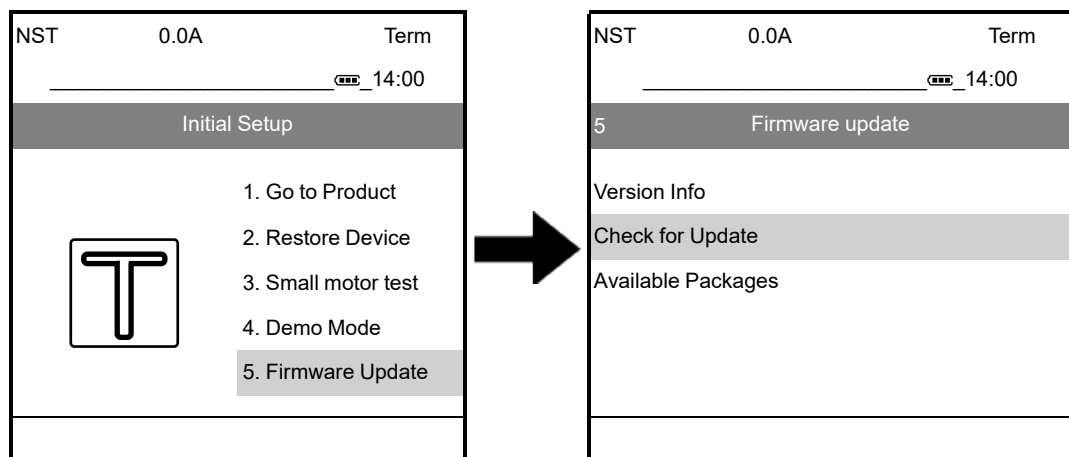 NST 0.0A Term
14:00
Initial Setup
1. Go to Product
2. Restore Device
3. Small motor test
4. Demo Mode
5. Firmware Update
T
NST 0.0A Term
14:00
5 Firmware update
Version Info
Check for Update
Available Packages